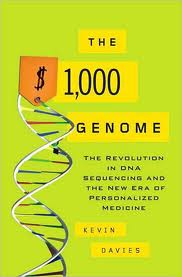 THE
$ 1,000
GENOME
THE REVOLUTION IN DNA
SEQUENCING AND THE NEW ERA OF
PERSONALIZED MEDICINE
KEVIN
DAVIES